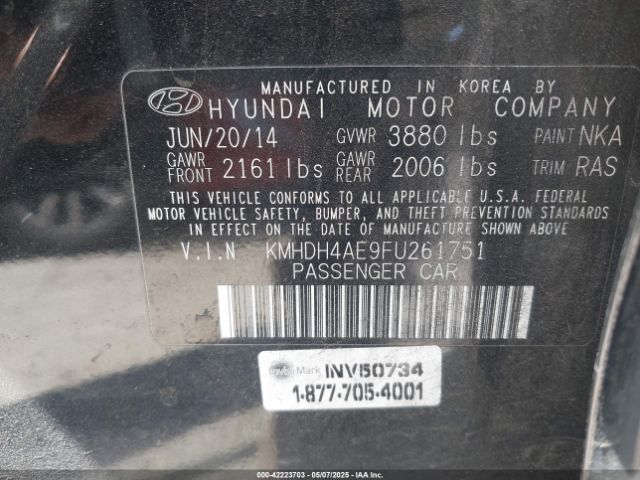 MANUFACTURED IN KOREA BY
HYUNDAI MOTOR COMPANY
JUN/20/14 GVWR 3880 lbs PAINT NKA
GAWR FRONT 2161 lbs GAWR REAR 2006 lbs TRIM RAS
THIS VEHICLE CONFORMS TO ALL APPLICABLE U.S.A. FEDERAL
MOTOR VEHICLE SAFETY, BUMPER, AND THEFT PREVENTION STANDARDS
IN EFFECT ON THE DATE OF MANUFACTURE SHOWN ABOVE
V.I.N KMHDH4AE9FU261751
PASSENGER CAR
Mark INV50734
1-877-705-4001
00-42223703 - 05/07/2025 - IAAI, Inc.